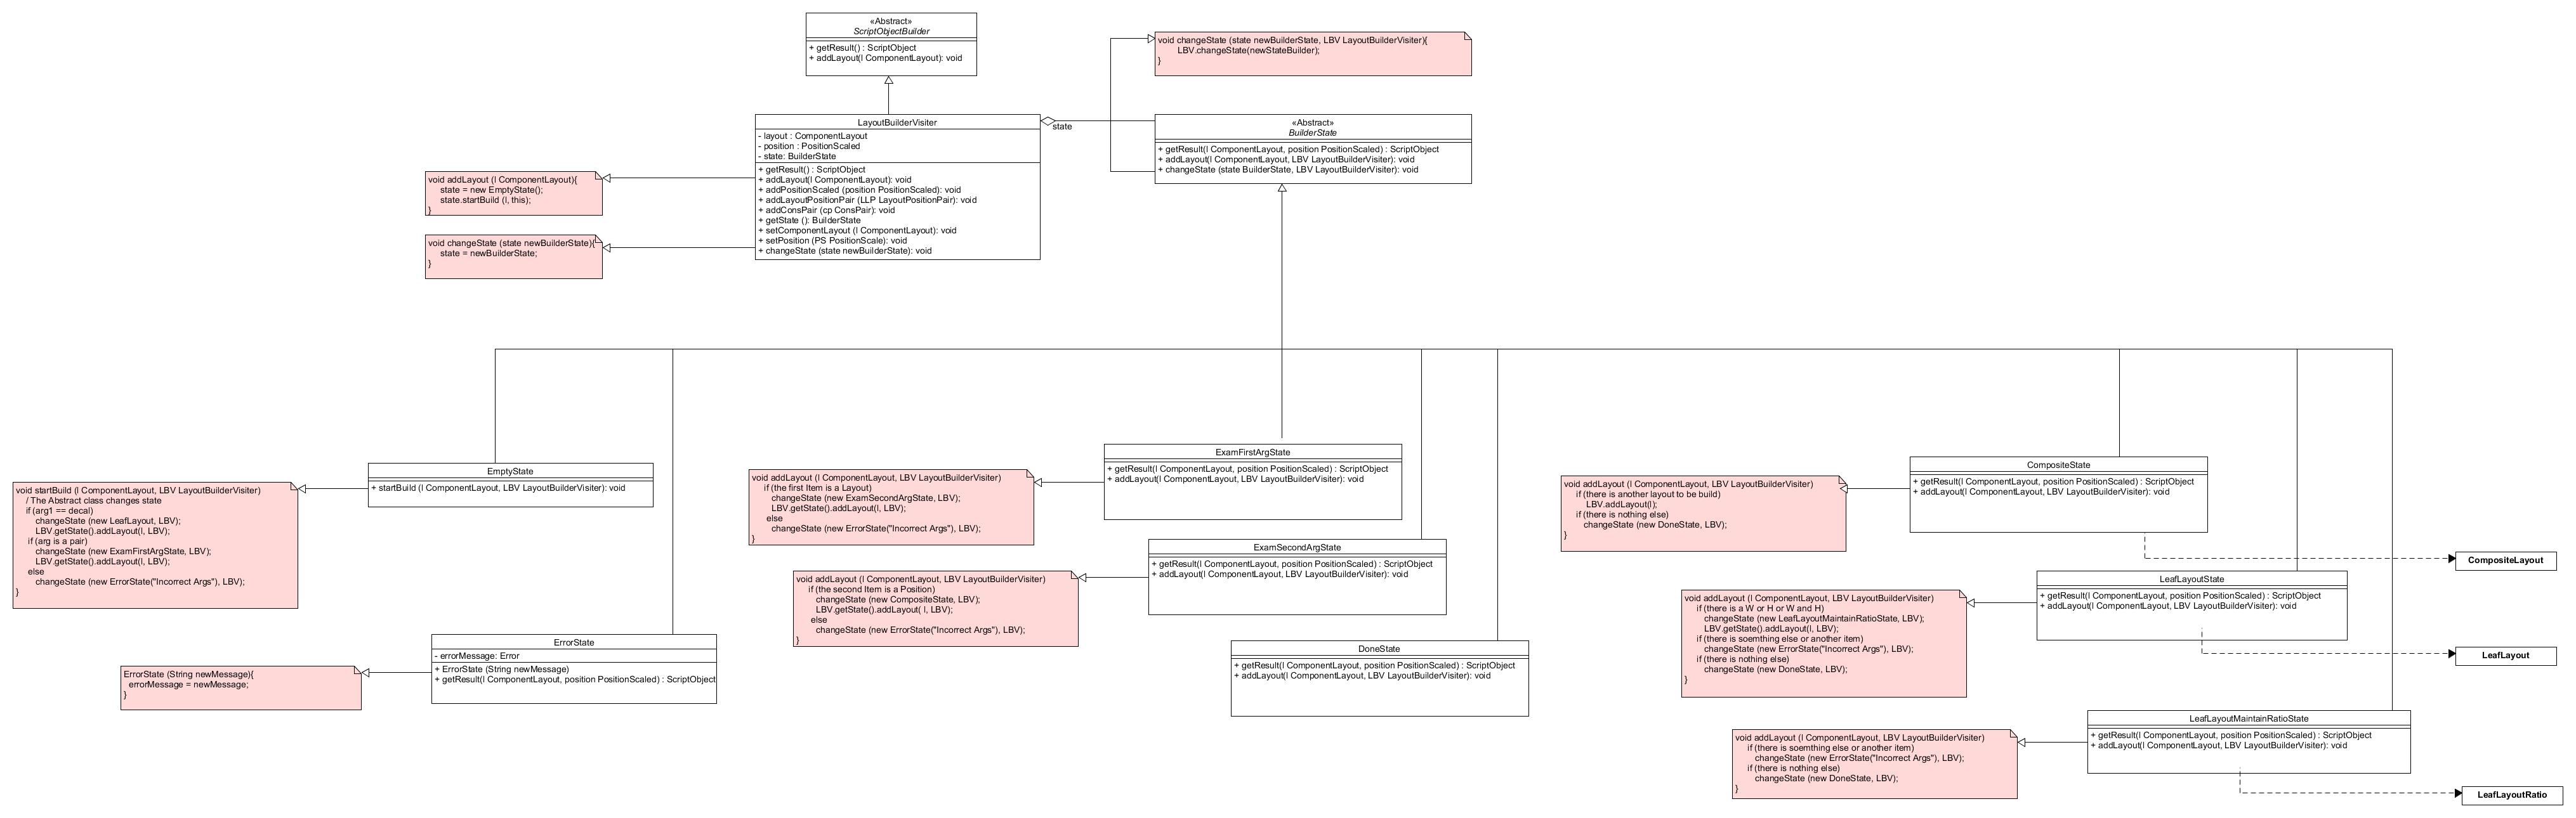 «Abstract»
ScriptObjectBuilder
+ getResult() : ScriptObject
+ addLayout(l ComponentLayout): void
void changeState (state newBuilderState, LBV LayoutBuilderVisiter){
LBV.changeState(newStateBuilder);
}
LayoutBuilderVisiter
- layout : ComponentLayout
- position : PositionScaled
- state: BuilderState
+ getResult() : ScriptObject
+ addLayout(l ComponentLayout): void
+ addPositionScaled (position PositionScaled): void
+ addLayoutPositionPair (LLP LayoutPositionPair): void
+ addConsPair (cp ConsPair): void
+ getState (): BuilderState
+ setComponentLayout (l ComponentLayout): void
+ setPosition (PS PositionScale): void
+ changeState (state newBuilderState): void
state
«Abstract»
BuilderState
+ getResult(l ComponentLayout, position PositionScaled) : ScriptObject
+ addLayout(l ComponentLayout, LBV LayoutBuilderVisiter): void
+ changeState (state BuilderState, LBV LayoutBuilderVisiter): void
void addLayout (l ComponentLayout){
state = new EmptyState();
state.startBuild (l, this);
}
void changeState (state newBuilderState){
state = newBuilderState;
}
EmptyState
+ startBuild (l ComponentLayout, LBV LayoutBuilderVisiter): void
void startBuild (l ComponentLayout, LBV LayoutBuilderVisiter)
/ The Abstract class changes state
if (arg1 == decal)
changeState (new LeafLayout, LBV);
LBV.getState().addLayout(l, LBV);
if (arg is a pair)
changeState (new ExamFirstArgState, LBV);
LBV.getState().addLayout(l, LBV);
else
changeState (new ErrorState("Incorrect Args"), LBV);
}
ErrorState
- errorMessage: Error
+ ErrorState (String newMessage)
+ getResult(l ComponentLayout, position PositionScaled) : ScriptObject
ErrorState (String newMessage){
errorMessage = newMessage;
}
ExamFirstArgState
+ getResult(l ComponentLayout, position PositionScaled) : ScriptObject
+ addLayout(l ComponentLayout, LBV LayoutBuilderVisiter): void
void addLayout (l ComponentLayout, LBV LayoutBuilderVisiter)
if (the first Item is a Layout)
changeState (new ExamSecondArgState, LBV);
LBV.getState().addLayout(l, LBV);
else
changeState (new ErrorState("Incorrect Args"), LBV);
}
ExamSecondArgState
+ getResult(l ComponentLayout, position PositionScaled) : ScriptObject
+ addLayout(l ComponentLayout, LBV LayoutBuilderVisiter): void
void addLayout (l ComponentLayout, LBV LayoutBuilderVisiter)
if (the second Item is a Position)
changeState (new CompositeState, LBV);
LBV.getState().addLayout( l, LBV);
else
changeState (new ErrorState("Incorrect Args"), LBV);
}
DoneState
+ getResult(l ComponentLayout, position PositionScaled) : ScriptObject
+ addLayout(l ComponentLayout, LBV LayoutBuilderVisiter): void
CompositeState
+ getResult(l ComponentLayout, position PositionScaled) : ScriptObject
+ addLayout(l ComponentLayout, LBV LayoutBuilderVisiter): void
void addLayout (l ComponentLayout, LBV LayoutBuilderVisiter)
if (there is another layout to be build)
LBV.addLayout(l);
if (there is nothing else)
changeState (new DoneState, LBV);
}
CompositeLayout
LeafLayoutState
+ getResult(l ComponentLayout, position PositionScaled) : ScriptObject
+ addLayout(l ComponentLayout, LBV LayoutBuilderVisiter): void
void addLayout (l ComponentLayout, LBV LayoutBuilderVisiter)
if (there is a W or H or W and H)
changeState (new LeafLayoutMaintainRatioState, LBV);
LBV.getState().addLayout(l, LBV);
if (there is soemthing else or another item)
changeState (new ErrorState("Incorrect Args"), LBV);
if (there is nothing else)
changeState (new DoneState, LBV);
}
LeafLayout
LeafLayoutMaintainRatioState
+ getResult(l ComponentLayout, position PositionScaled) : ScriptObject
+ addLayout(l ComponentLayout, LBV LayoutBuilderVisiter): void
void addLayout (l ComponentLayout, LBV LayoutBuilderVisiter)
if (there is soemthing else or another item)
changeState (new ErrorState("Incorrect Args"), LBV);
if (there is nothing else)
changeState (new DoneState, LBV);
}
LeafLayoutRatio